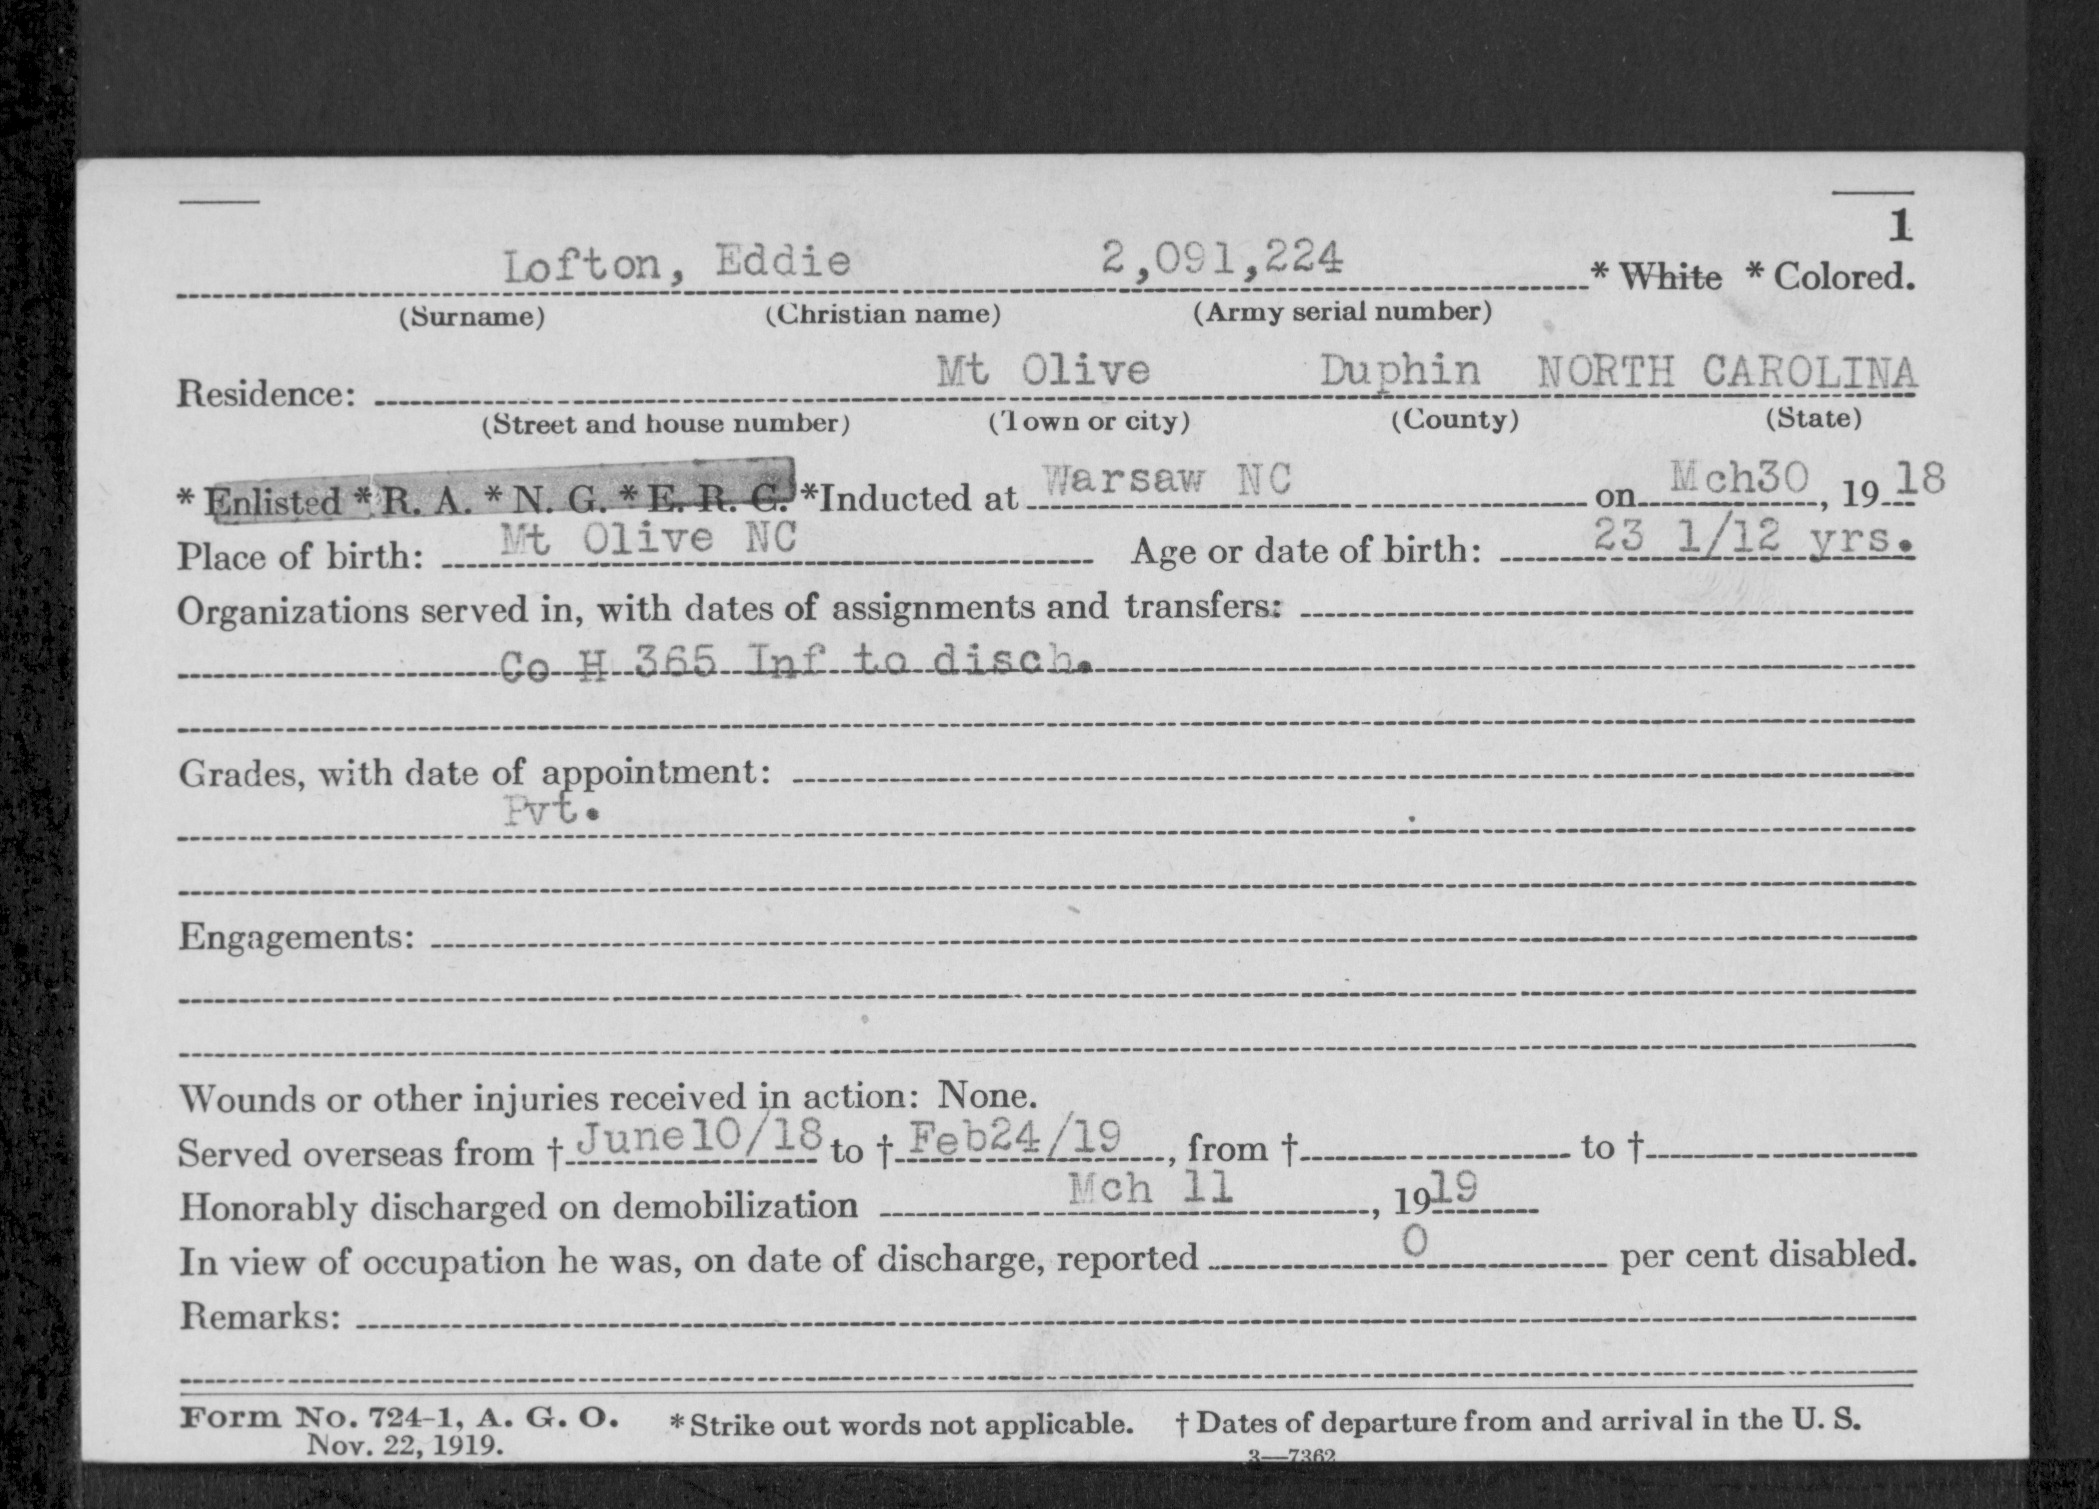 1
Lofton, Eddie 2,091,224 * White * Colored.
(Surname) (Christian name) (Army serial number)
Mt Olive Duphin NORTH CAROLINA
Residence:
(Street and house number) (Town or city) (County) (State)
* Enlisted * R. A. * N. G. * E. R. C. *Inducted at Warsaw NC on Mch30, 1918
Place of birth: Mt Olive NC Age or date of birth: 23 1/12 yrs.
Organizations served in, with dates of assignments and transfers:
Co H 365 Inf to disch.
Grades, with date of appointment:
Pvt.
Engagements:
Wounds or other injuries received in action: None.
Served overseas from † June10/18 to † Feb24/19, from † to †
Honorably discharged on demobilization Mch 11, 1919
In view of occupation he was, on date of discharge, reported 0 per cent disabled.
Remarks:
Form No. 724-1, A. G. O. * Strike out words not applicable. † Dates of departure from and arrival in the U. S.
Nov. 22, 1919. 3—7362